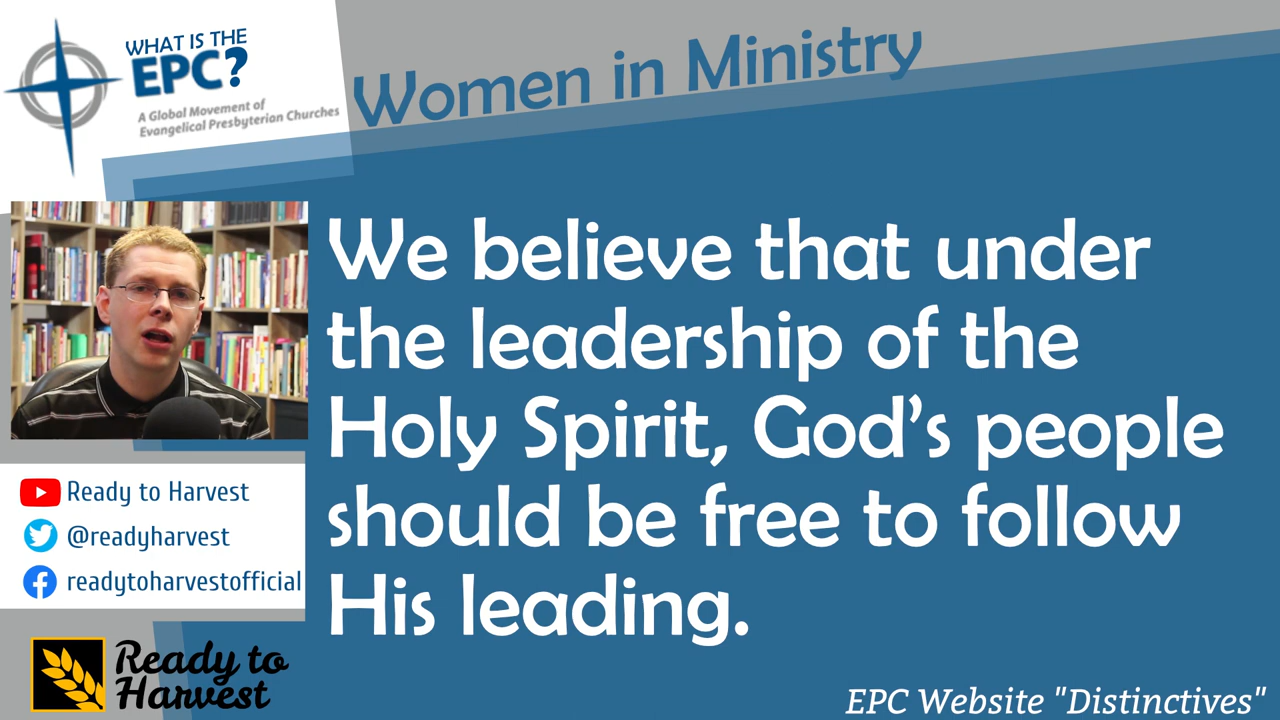 WHAT IS THE
EPC?
A Global Movement of
Evangelical Presbyterian Churches
Women in Ministry
We believe that under
the leadership of the
Holy Spirit, God’s people
should be free to follow
His leading.
Ready to Harvest
@readyharvest
readytoharvestofficial
Ready to
Harvest
EPC Website "Distinctives"